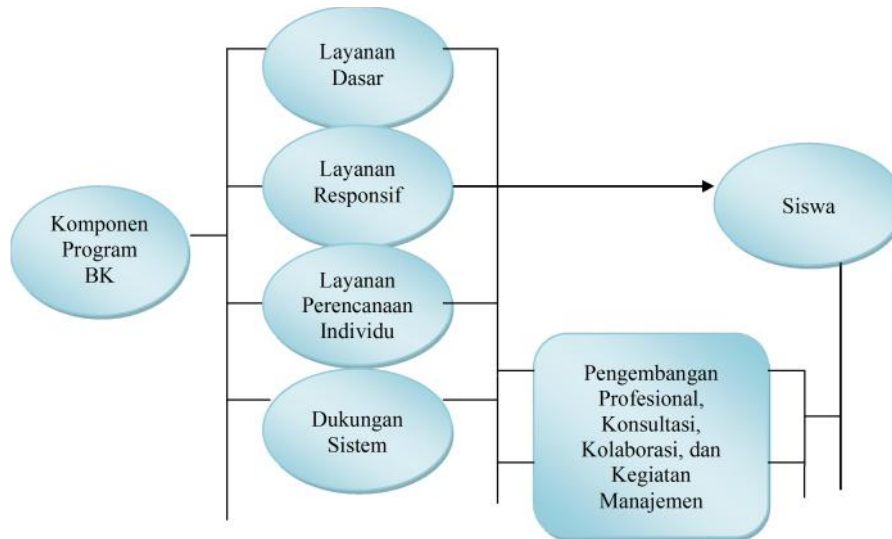 Komponen
Program
BK
Layanan
Dasar
Layanan
Responsif
Layanan
Perencanaan
Individu
Dukungan
Sistem
Siswa
Pengembangan
Profesional,
Konsultasi,
Kolaborasi, dan
Kegiatan
Manajemen